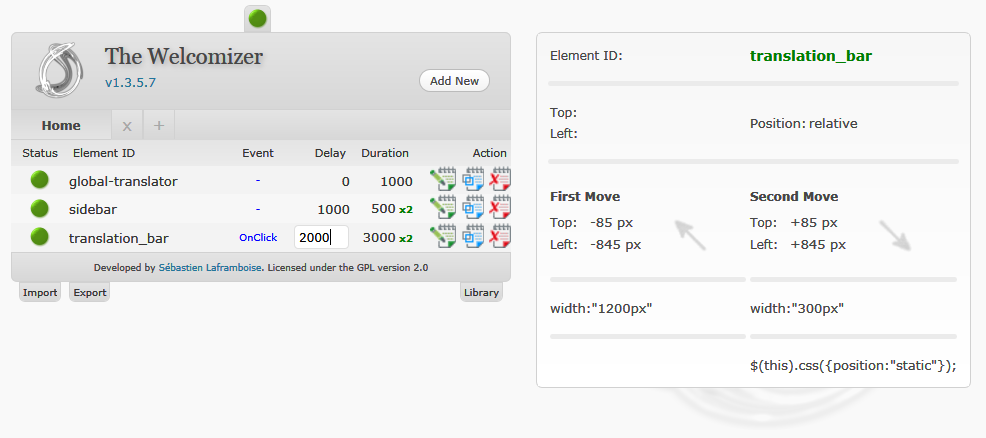 The Welcomizer
v1.3.5.7
Add New
Home x +
Status Element ID Event Delay Duration Action
global-translator - 0 1000
sidebar - 1000 500 x2
translation_bar OnClick 2000 3000 x2
Developed by Sébastien Laframboise. Licensed under the GPL version 2.0
Import Export Library
Element ID: translation_bar
Top:
Left:
Position: relative
First Move Second Move
Top: -85 px Top: +85 px
Left: -845 px Left: +845 px
width:"1200px" width:"300px"
$(this).css({position:"static"});